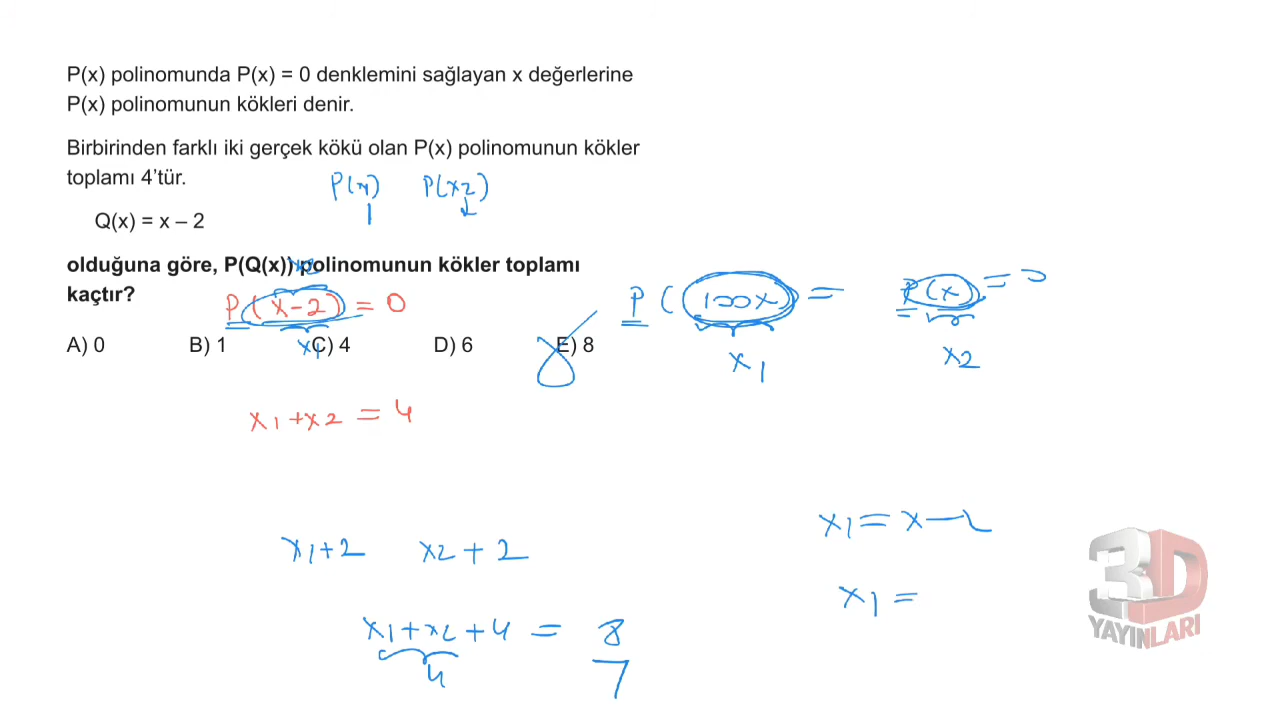 P(x) polinomunda P(x) = 0 denklemini sağlayan x değerlerine
P(x) polinomunun kökleri denir.
Birbirinden farklı iki gerçek kökü olan P(x) polinomunun kökler
toplamı 4'tür.
P(x1) P(x2)
Q(x) = x – 2
olduğuna göre, P(Q(x)) polinomunun kökler toplamı
kaçtır?
x2
P(x-2) = 0
x1
P(100x) =
x1
P(x) = 0
x2
A) 0 B) 1 C) 4 D) 6 E) 8
x1+x2 = 4
x1 = x-2
x1+2 x2+2
x1 =
x1+x2+4 = 8
4
3D
YAYINLARI